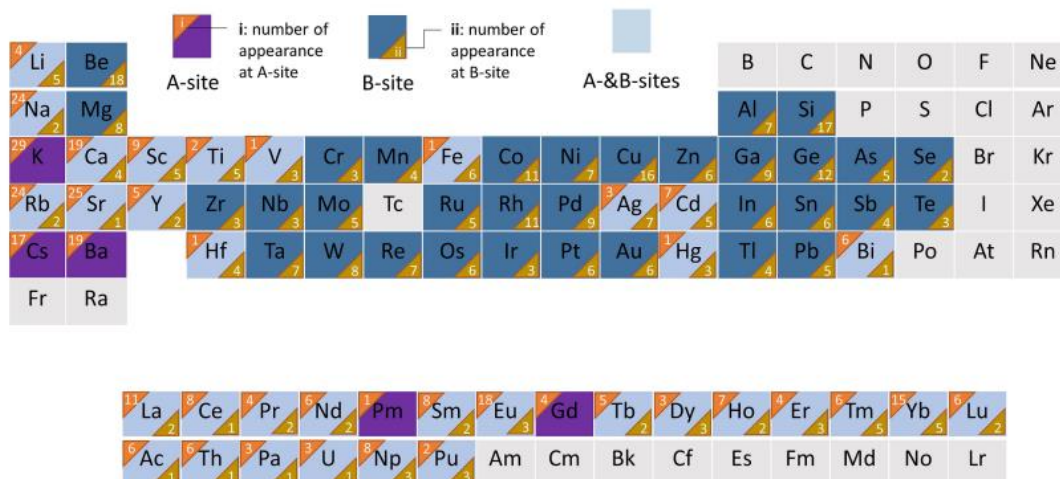 i
i: number of
appearance
at A-site
A-site
ii
ii: number of
appearance
at B-site
B-site
A-&B-sites
4 Li 5 Be 18 B C N O F Ne
24 Na 2 Mg 8 Al 7 Si 17 P S Cl Ar
29 K 19 Ca 4 9 Sc 5 2 Ti 5 1 V 3 Cr 3 Mn 4 1 Fe 6 Co 11 Ni 7 Cu 16 Zn 6 Ga 9 Ge 12 As 5 Se 2 Br Kr
24 Rb 2 25 Sr 1 5 Y 2 Zr 3 Nb 3 Mo 5 Tc Ru 5 Rh 11 Pd 9 3 Ag 7 7 Cd 5 In 6 Sn 6 Sb 4 Te 3 I Xe
17 Cs 19 Ba 1 Hf 4 Ta 7 W 8 Re 7 Os 6 Ir 3 Pt 6 Au 6 1 Hg 3 Tl 4 Pb 5 6 Bi 1 Po At Rn
Fr Ra
11 La 2 8 Ce 1 4 Pr 2 6 Nd 2 1 Pm 8 Sm 2 18 Eu 3 4 Gd 5 Tb 2 3 Dy 3 7 Ho 2 4 Er 3 6 Tm 5 15 Yb 5 6 Lu 2
6 Ac 1 6 Th 1 3 Pa 1 3 U 1 8 Np 3 2 Pu 3 Am Cm Bk Cf Es Fm Md No Lr